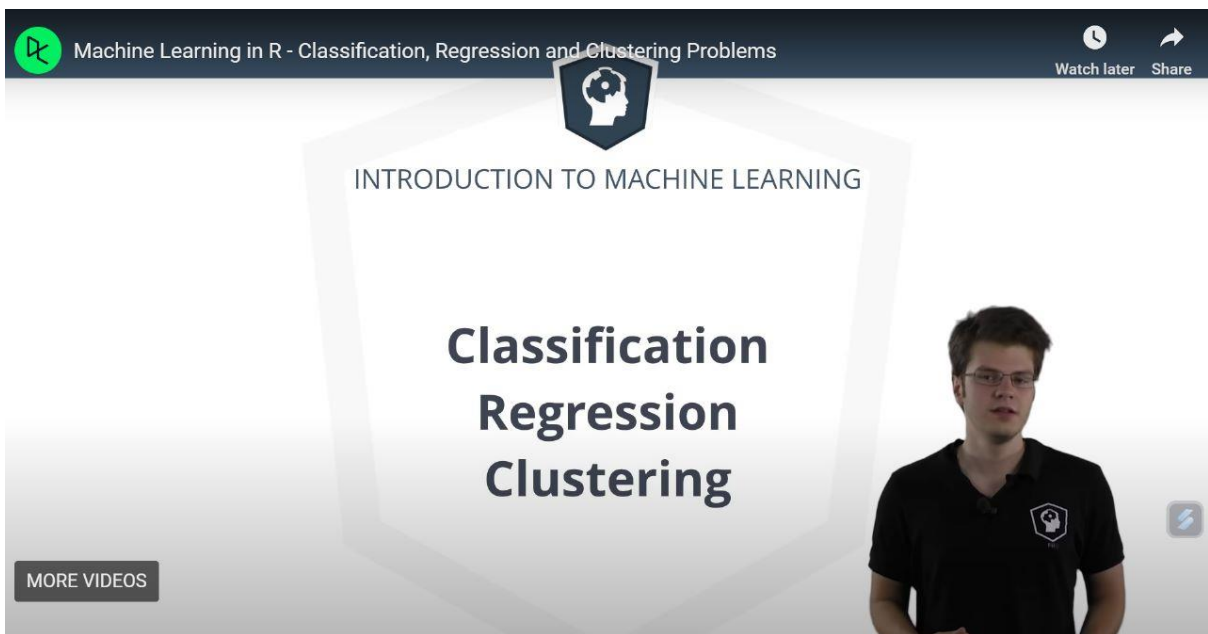 Machine Learning in R - Classification, Regression and Clustering Problems
Watch later
Share
INTRODUCTION TO MACHINE LEARNING
Classification
Regression
Clustering
MORE VIDEOS